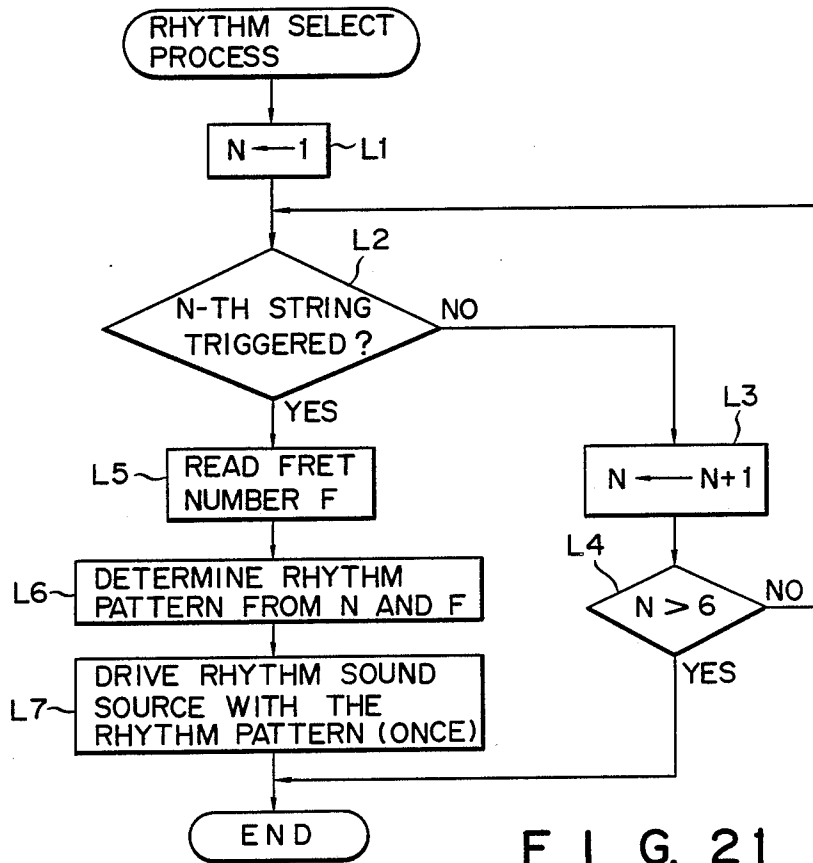 RHYTHM SELECT
PROCESS
N ← 1
L1
L2
N-TH STRING
TRIGGERED?
NO
YES
L3
N ← N+1
L5
READ FRET
NUMBER F
L4
N > 6
NO
YES
L6
DETERMINE RHYTHM
PATTERN FROM N AND F
L7
DRIVE RHYTHM SOUND
SOURCE WITH THE
RHYTHM PATTERN (ONCE)
END
FIG. 21